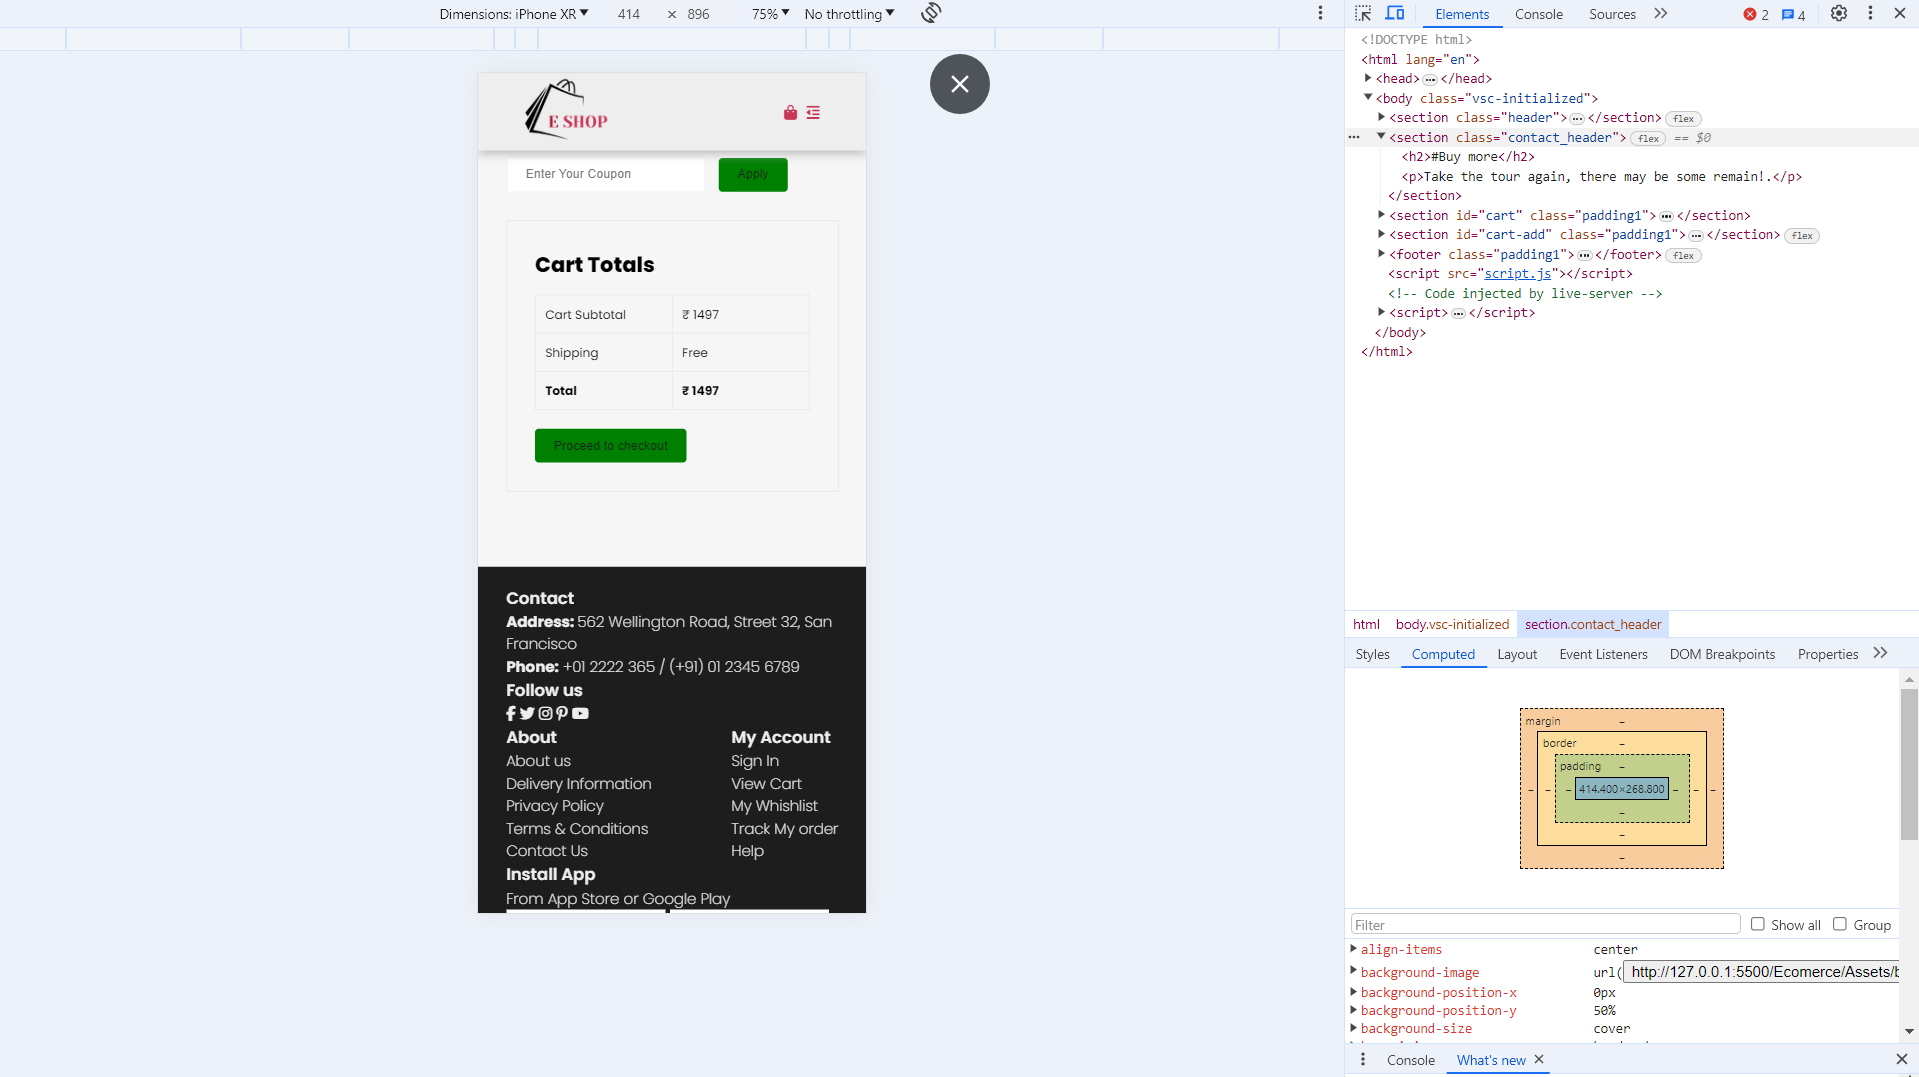 Dimensions: iPhone XR 414 × 896 75% No throttling
E SHOP
Enter Your Coupon
Apply
Cart Totals
Cart Subtotal ₹ 1497
Shipping Free
Total ₹ 1497
Proceed to checkout
Contact
Address: 562 Wellington Road, Street 32, San
Francisco
Phone: +01 2222 365 / (+91) 01 2345 6789
Follow us
About
About us
Delivery Information
Privacy Policy
Terms & Conditions
Contact Us
My Account
Sign In
View Cart
My Whishlist
Track My order
Help
Install App
From App Store or Google Play
Elements Console Sources 2 4
<!DOCTYPE html>
<html lang="en">
<head> ••• </head>
<body class="vsc-initialized">
<section class="header"> ••• </section> flex
••• <section class="contact_header"> flex == $0
<h2>#Buy more</h2>
<p>Take the tour again, there may be some remain!.</p>
</section>
<section id="cart" class="padding1"> ••• </section>
<section id="cart-add" class="padding1"> ••• </section> flex
<footer class="padding1"> ••• </footer> flex
<script src="script.js"></script>
<!-- Code injected by live-server -->
<script> ••• </script>
</body>
</html>
html body.vsc-initialized section.contact_header
Styles Computed Layout Event Listeners DOM Breakpoints Properties
margin –
border –
padding –
– – – 414.400×268.800 – – –
–
–
–
Filter Show all Group
align-items center
background-image url( http://127.0.0.1:5500/Ecomerce/Assets/b
background-position-x 0px
background-position-y 50%
background-size cover
Console What's new